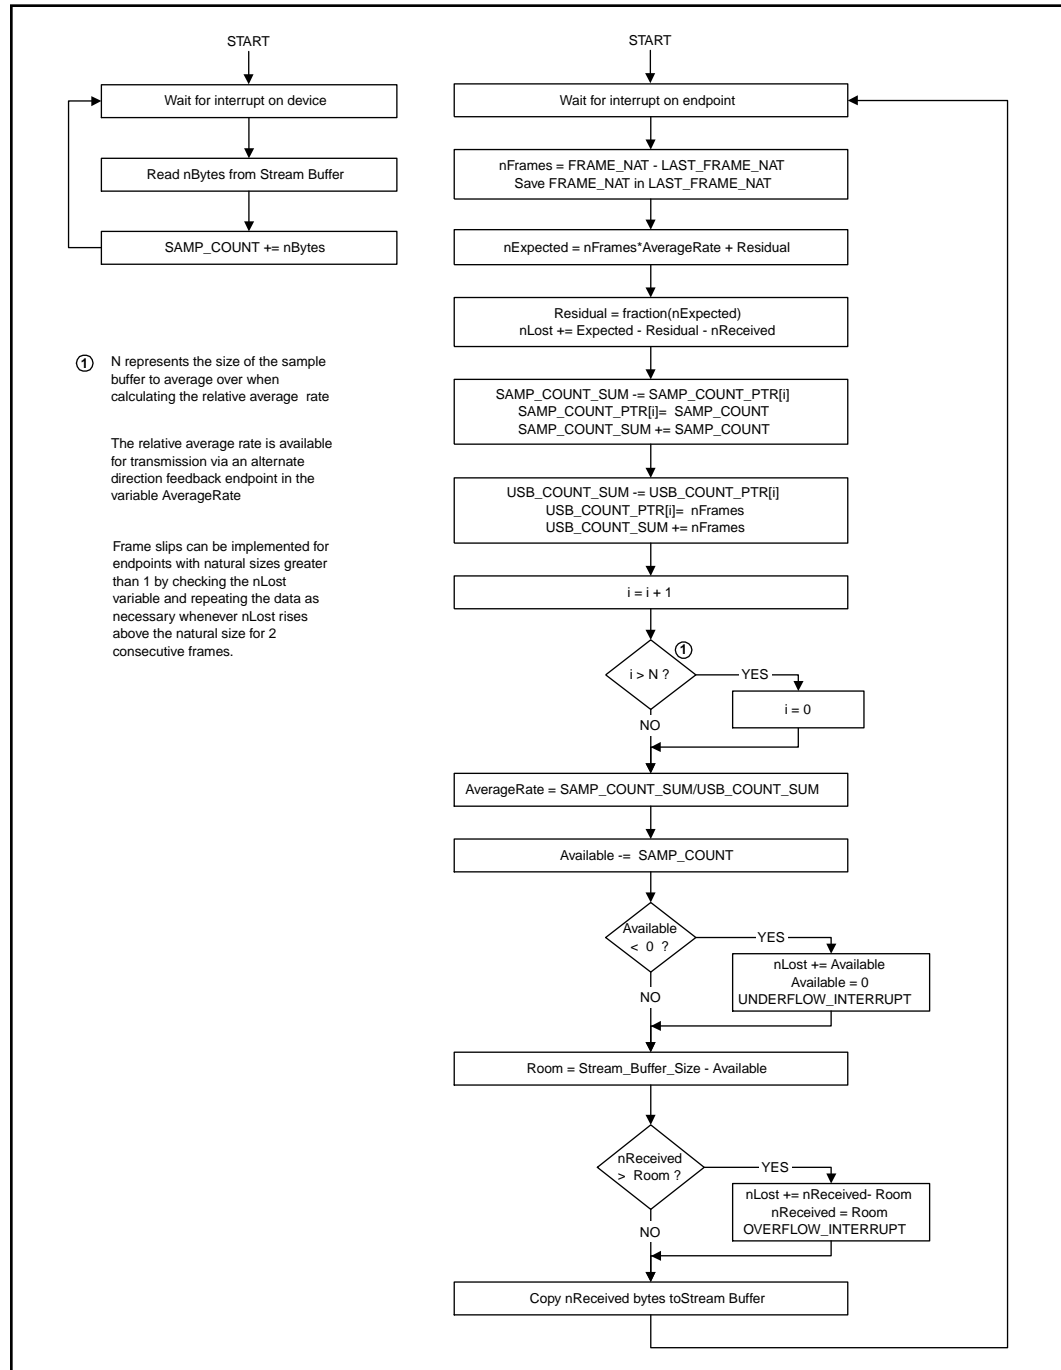 START
Wait for interrupt on device
Read nBytes from Stream Buffer
SAMP_COUNT += nBytes
① N represents the size of the sample
buffer to average over when
calculating the relative average rate
The relative average rate is available
for transmission via an alternate
direction feedback endpoint in the
variable AverageRate
Frame slips can be implemented for
endpoints with natural sizes greater
than 1 by checking the nLost
variable and repeating the data as
necessary whenever nLost rises
above the natural size for 2
consecutive frames.
START
Wait for interrupt on endpoint
nFrames = FRAME_NAT - LAST_FRAME_NAT
Save FRAME_NAT in LAST_FRAME_NAT
nExpected = nFrames*AverageRate + Residual
Residual = fraction(nExpected)
nLost += Expected - Residual - nReceived
SAMP_COUNT_SUM -= SAMP_COUNT_PTR[i]
SAMP_COUNT_PTR[i]= SAMP_COUNT
SAMP_COUNT_SUM += SAMP_COUNT
USB_COUNT_SUM -= USB_COUNT_PTR[i]
USB_COUNT_PTR[i]= nFrames
USB_COUNT_SUM += nFrames
i = i + 1
①
i > N ?
YES
i = 0
NO
AverageRate = SAMP_COUNT_SUM/USB_COUNT_SUM
Available -= SAMP_COUNT
Available
< 0 ?
YES
nLost += Available
Available = 0
UNDERFLOW_INTERRUPT
NO
Room = Stream_Buffer_Size - Available
nReceived
> Room ?
YES
nLost += nReceived- Room
nReceived = Room
OVERFLOW_INTERRUPT
NO
Copy nReceived bytes toStream Buffer